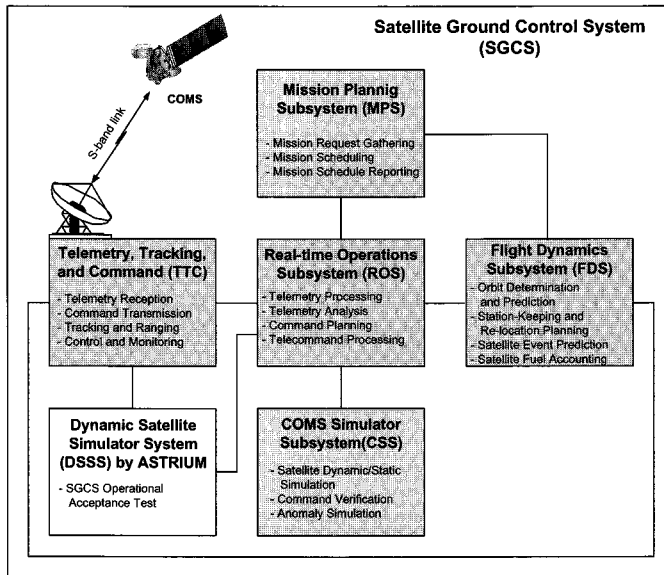 Satellite Ground Control System
(SGCS)
COMS
S-band link
Mission Plannig
Subsystem (MPS)
- Mission Request Gathering
- Mission Scheduling
- Mission Schedule Reporting
Telemetry, Tracking,
and Command (TTC)
- Telemetry Reception
- Command Transmission
- Tracking and Ranging
- Control and Monitoring
Real-time Operations
Subsystem (ROS)
- Telemetry Processing
- Telemetry Analysis
- Command Planning
- Telecommand Processing
Flight Dynamics
Subsystem (FDS)
- Orbit Determination
and Prediction
- Station-Keeping and
Re-location Planning
- Satellite Event Prediction
- Satellite Fuel Accounting
Dynamic Satellite
Simulator System
(DSSS) by ASTRIUM
- SGCS Operational
Acceptance Test
COMS Simulator
Subsystem(CSS)
- Satellite Dynamic/Static
Simulation
- Command Verification
- Anomaly Simulation